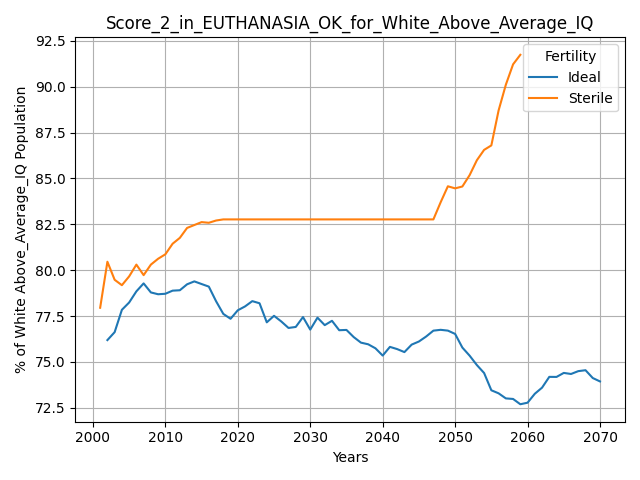 Score_2_in_EUTHANASIA_OK_for_White_Above_Average_IQ
% of White Above_Average_IQ Population
92.5
90.0
87.5
85.0
82.5
80.0
77.5
75.0
72.5
Fertility
Ideal
Sterile
2000 2010 2020 2030 2040 2050 2060 2070
Years